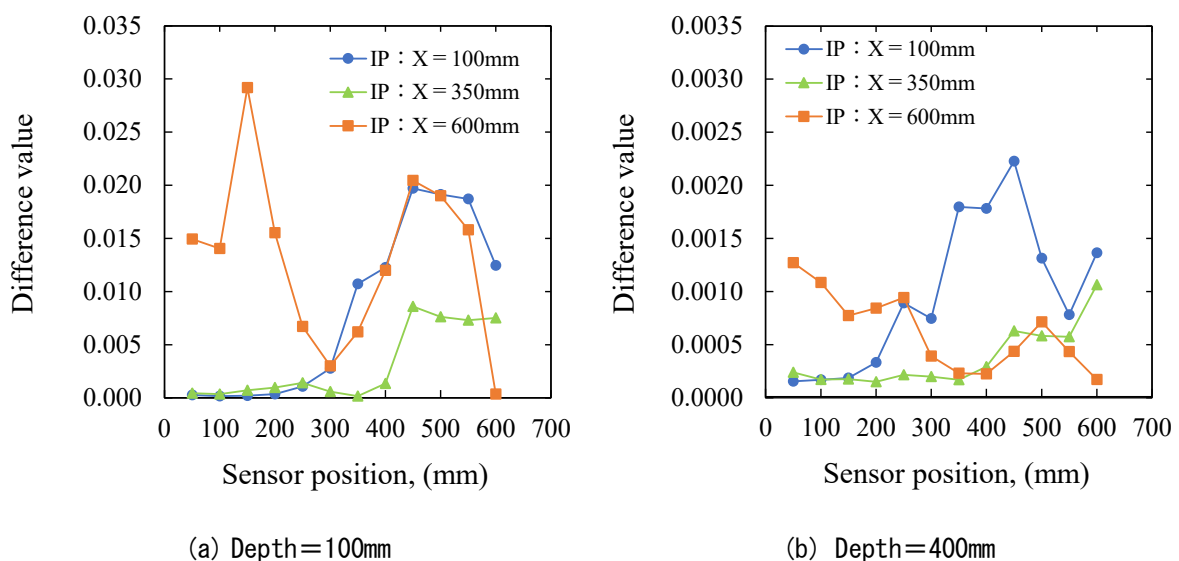 0.035
0.030
0.025
0.020
0.015
0.010
0.005
0.000
Difference value
IP：X＝100mm
IP：X＝350mm
IP：X＝600mm
0 100 200 300 400 500 600 700
Sensor position, (mm)
(a) Depth＝100mm
0.0035
0.0030
0.0025
0.0020
0.0015
0.0010
0.0005
0.0000
Difference value
IP：X＝100mm
IP：X＝350mm
IP：X＝600mm
0 100 200 300 400 500 600 700
Sensor position, (mm)
(b) Depth＝400mm